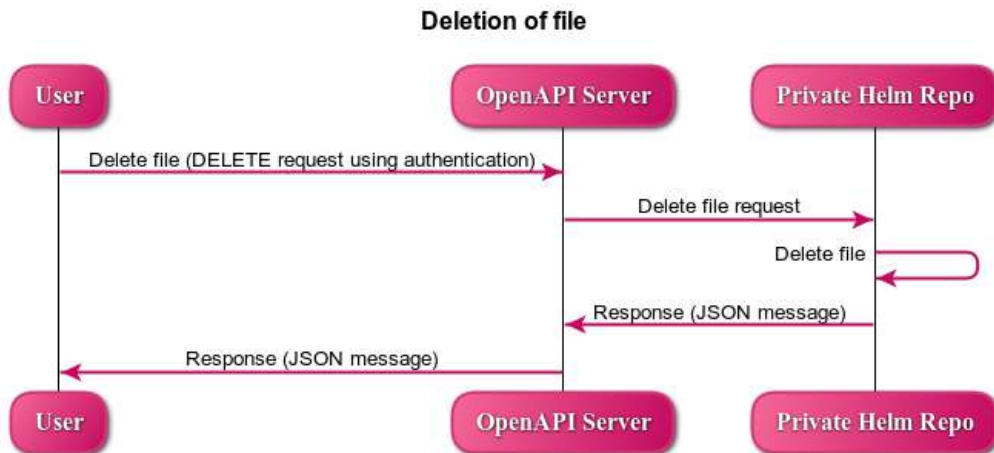 Deletion of file
User
OpenAPI Server
Private Helm Repo
Delete file (DELETE request using authentication)
Delete file request
Delete file
Response (JSON message)
Response (JSON message)
User
OpenAPI Server
Private Helm Repo